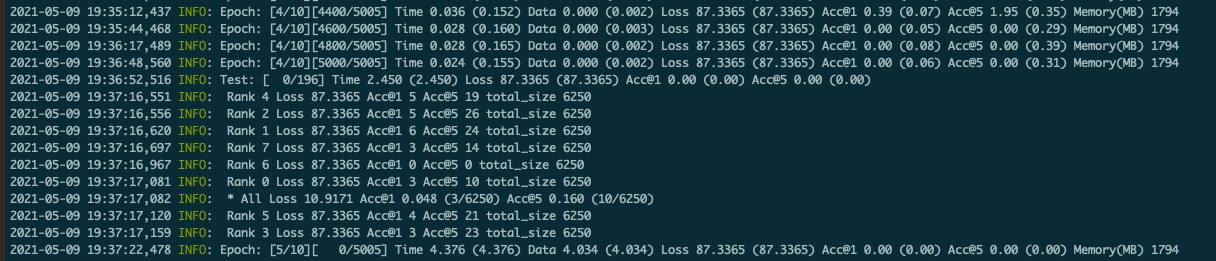 2021-05-09 19:35:12,437 INFO: Epoch: [4/10][4400/5005] Time 0.036 (0.152) Data 0.000 (0.002) Loss 87.3365 (87.3365) Acc@1 0.39 (0.07) Acc@5 1.95 (0.35) Memory(MB) 1794
2021-05-09 19:35:44,468 INFO: Epoch: [4/10][4600/5005] Time 0.028 (0.160) Data 0.000 (0.003) Loss 87.3365 (87.3365) Acc@1 0.00 (0.05) Acc@5 0.00 (0.29) Memory(MB) 1794
2021-05-09 19:36:17,489 INFO: Epoch: [4/10][4800/5005] Time 0.028 (0.165) Data 0.000 (0.002) Loss 87.3365 (87.3365) Acc@1 0.00 (0.08) Acc@5 0.00 (0.39) Memory(MB) 1794
2021-05-09 19:36:48,560 INFO: Epoch: [4/10][5000/5005] Time 0.024 (0.155) Data 0.000 (0.002) Loss 87.3365 (87.3365) Acc@1 0.00 (0.06) Acc@5 0.00 (0.31) Memory(MB) 1794
2021-05-09 19:36:52,516 INFO: Test: [  0/196] Time 2.450 (2.450) Loss 87.3365 (87.3365) Acc@1 0.00 (0.00) Acc@5 0.00 (0.00)
2021-05-09 19:37:16,551 INFO:  Rank 4 Loss 87.3365 Acc@1 5 Acc@5 19 total_size 6250
2021-05-09 19:37:16,556 INFO:  Rank 2 Loss 87.3365 Acc@1 5 Acc@5 26 total_size 6250
2021-05-09 19:37:16,620 INFO:  Rank 1 Loss 87.3365 Acc@1 6 Acc@5 24 total_size 6250
2021-05-09 19:37:16,697 INFO:  Rank 7 Loss 87.3365 Acc@1 3 Acc@5 14 total_size 6250
2021-05-09 19:37:16,967 INFO:  Rank 6 Loss 87.3365 Acc@1 0 Acc@5 0 total_size 6250
2021-05-09 19:37:17,081 INFO:  Rank 0 Loss 87.3365 Acc@1 3 Acc@5 10 total_size 6250
2021-05-09 19:37:17,082 INFO:  * All Loss 10.9171 Acc@1 0.048 (3/6250) Acc@5 0.160 (10/6250)
2021-05-09 19:37:17,120 INFO:  Rank 5 Loss 87.3365 Acc@1 4 Acc@5 21 total_size 6250
2021-05-09 19:37:17,159 INFO:  Rank 3 Loss 87.3365 Acc@1 3 Acc@5 23 total_size 6250
2021-05-09 19:37:22,478 INFO: Epoch: [5/10][   0/5005] Time 4.376 (4.376) Data 4.034 (4.034) Loss 87.3365 (87.3365) Acc@1 0.00 (0.00) Acc@5 0.00 (0.00) Memory(MB) 1794